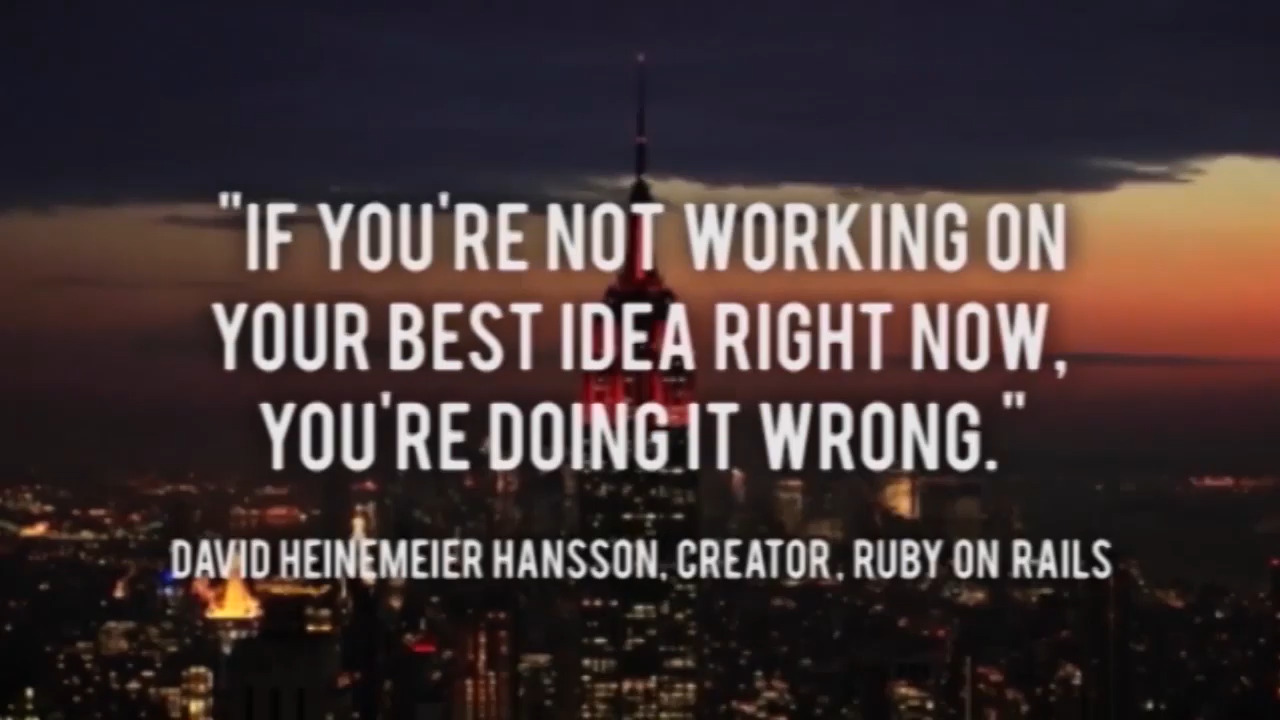 "IF YOU'RE NOT WORKING ON
YOUR BEST IDEA RIGHT NOW,
YOU'RE DOING IT WRONG."
DAVID HEINEMEIER HANSSON, CREATOR, RUBY ON RAILS